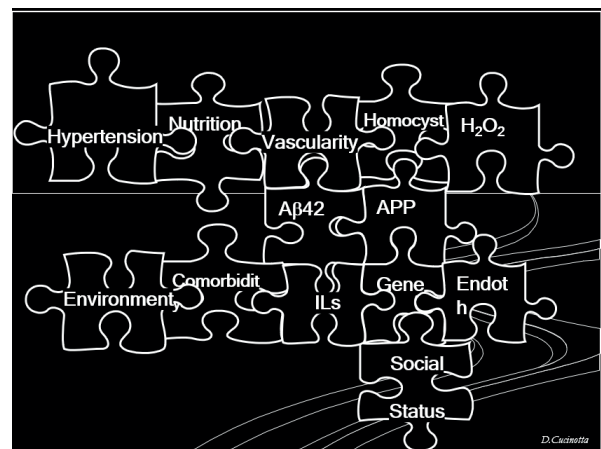 Hypertension
Nutrition
Vascularity
Homocyst
H₂O₂
Aβ42
APP
Environment
Comorbidit
y
ILs
Gene
Endot
h
Social
Status
D.Cucinotta